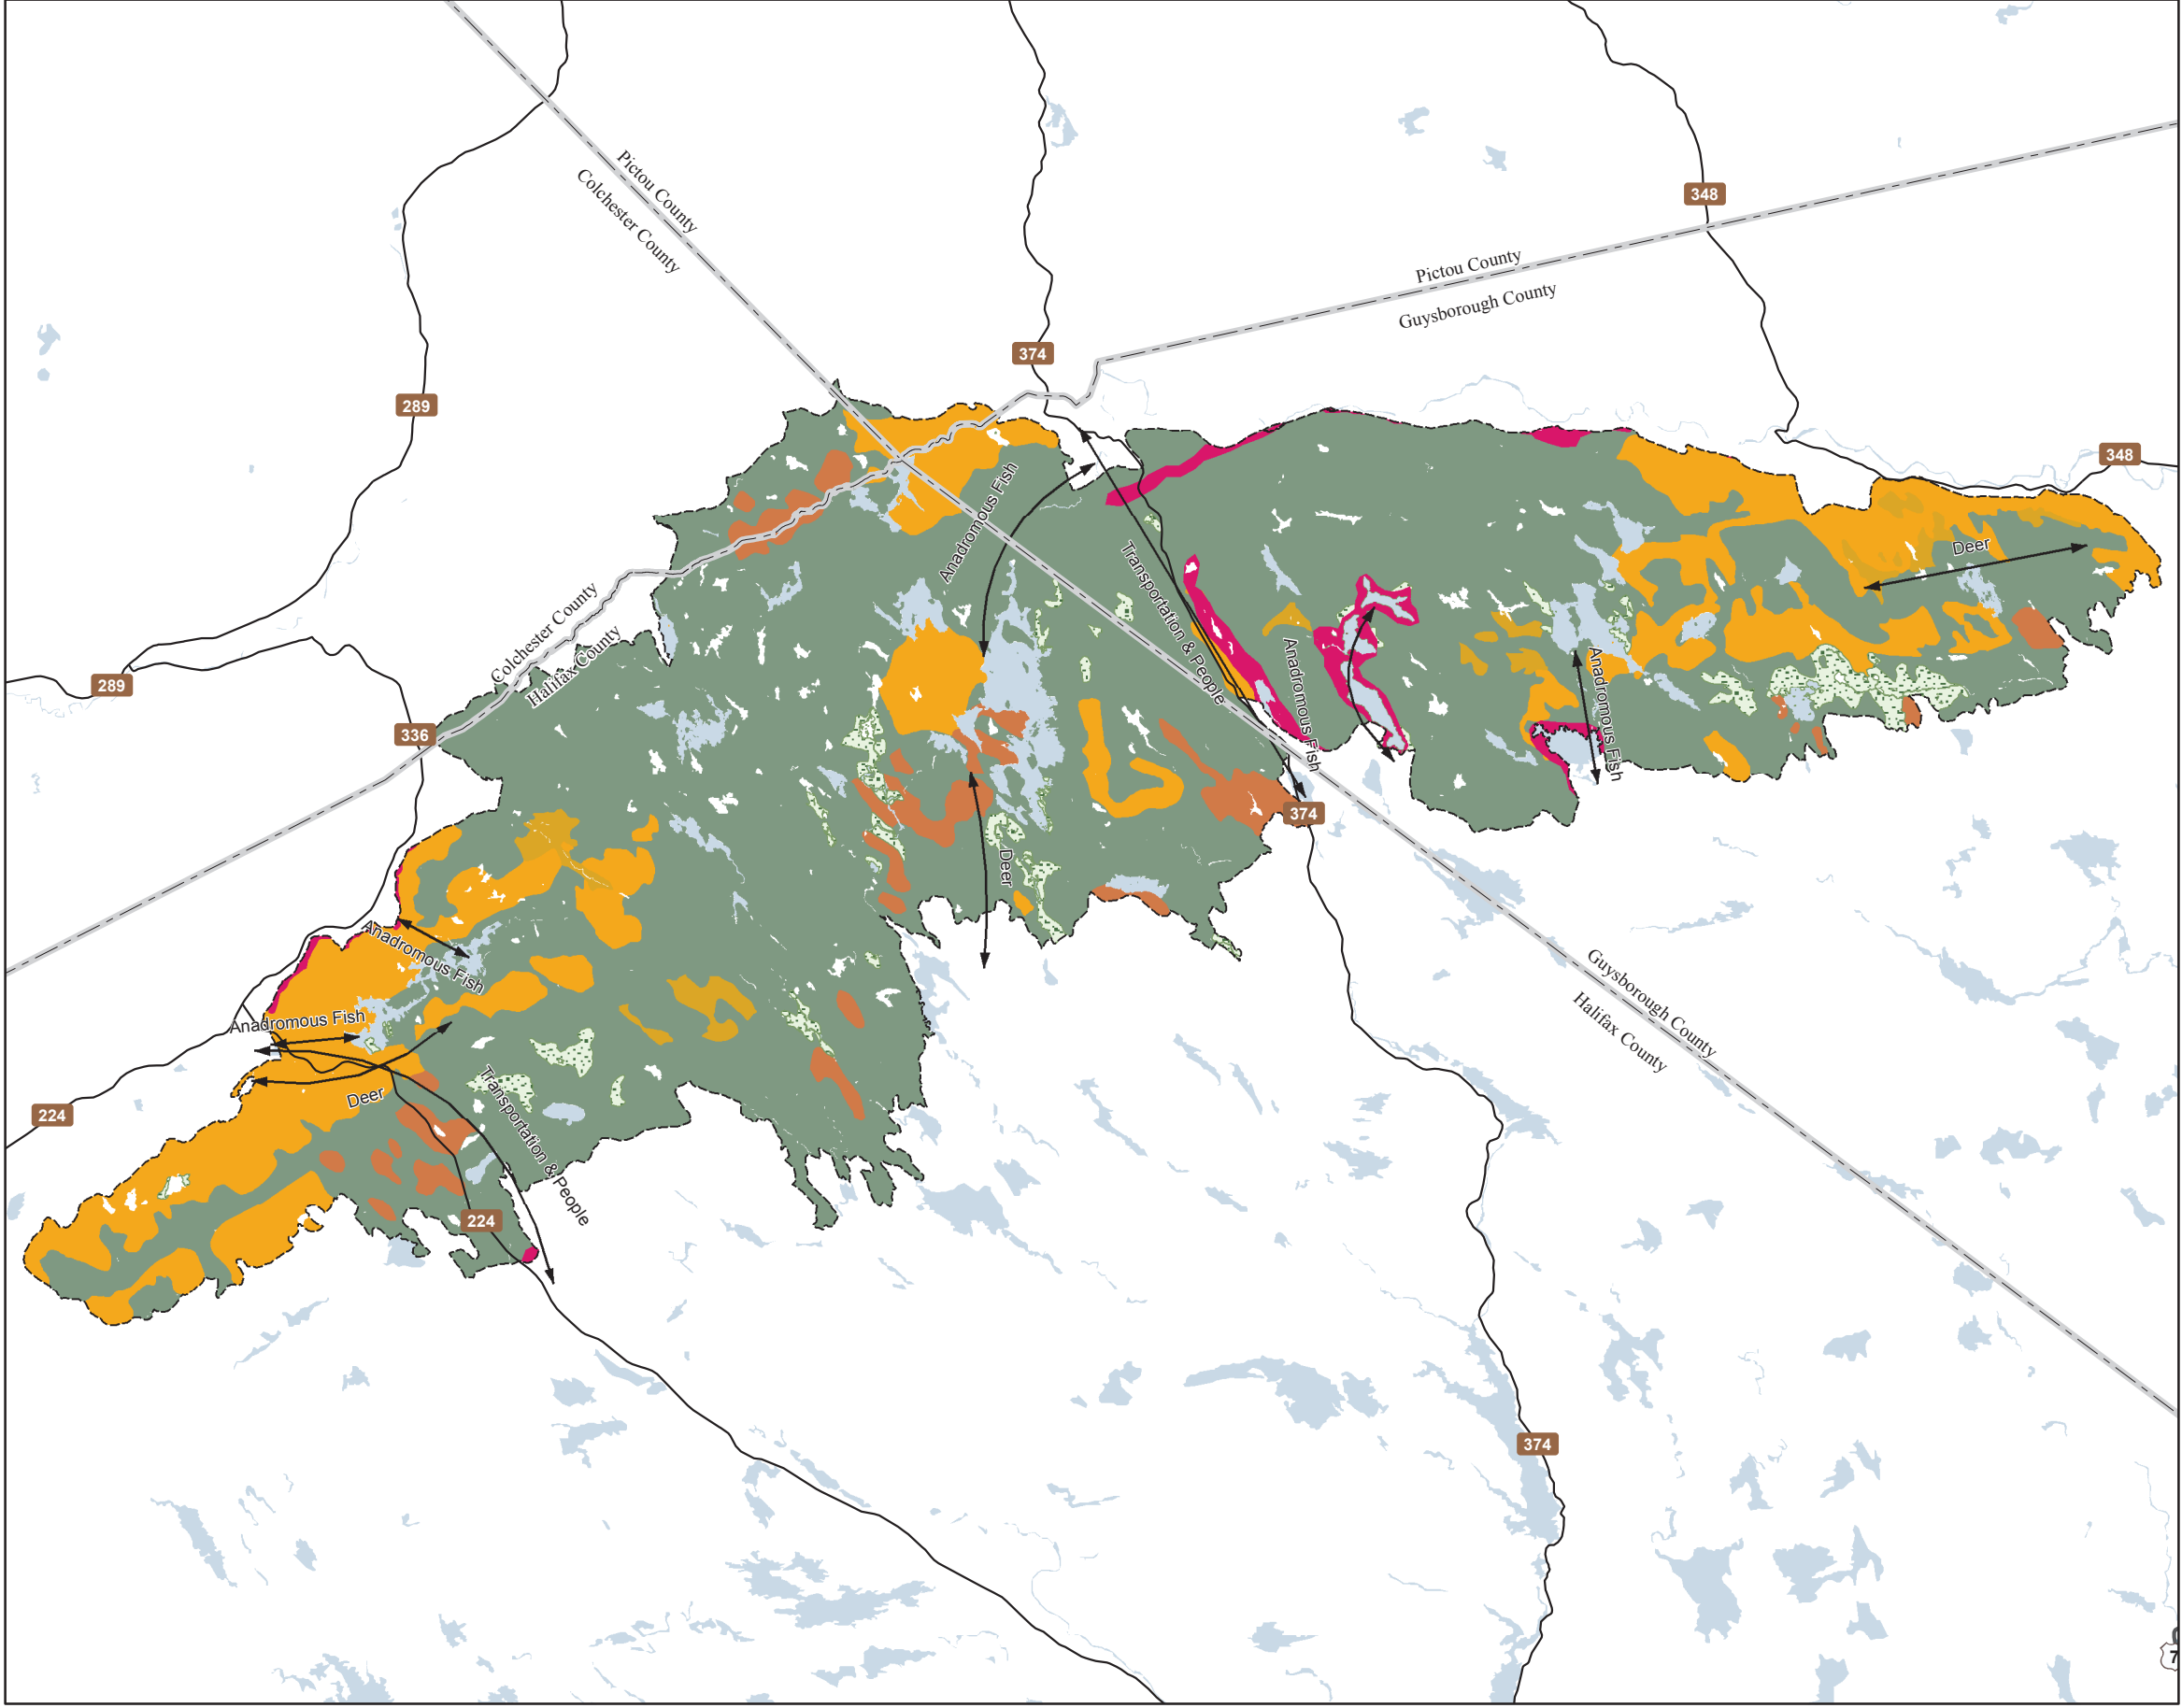 Pictou County
Colchester County
348
Pictou County
Guysborough County
374
289
348
Anadromous Fish
Deer
Transportation & People
Colchester County
Halifax County
289
336
Anadromous Fish
Anadromous Fish
374
Deer
Anadromous Fish
Guysborough County
Halifax County
Anadromous Fish
Deer
Transportation & People
224
224
374
7